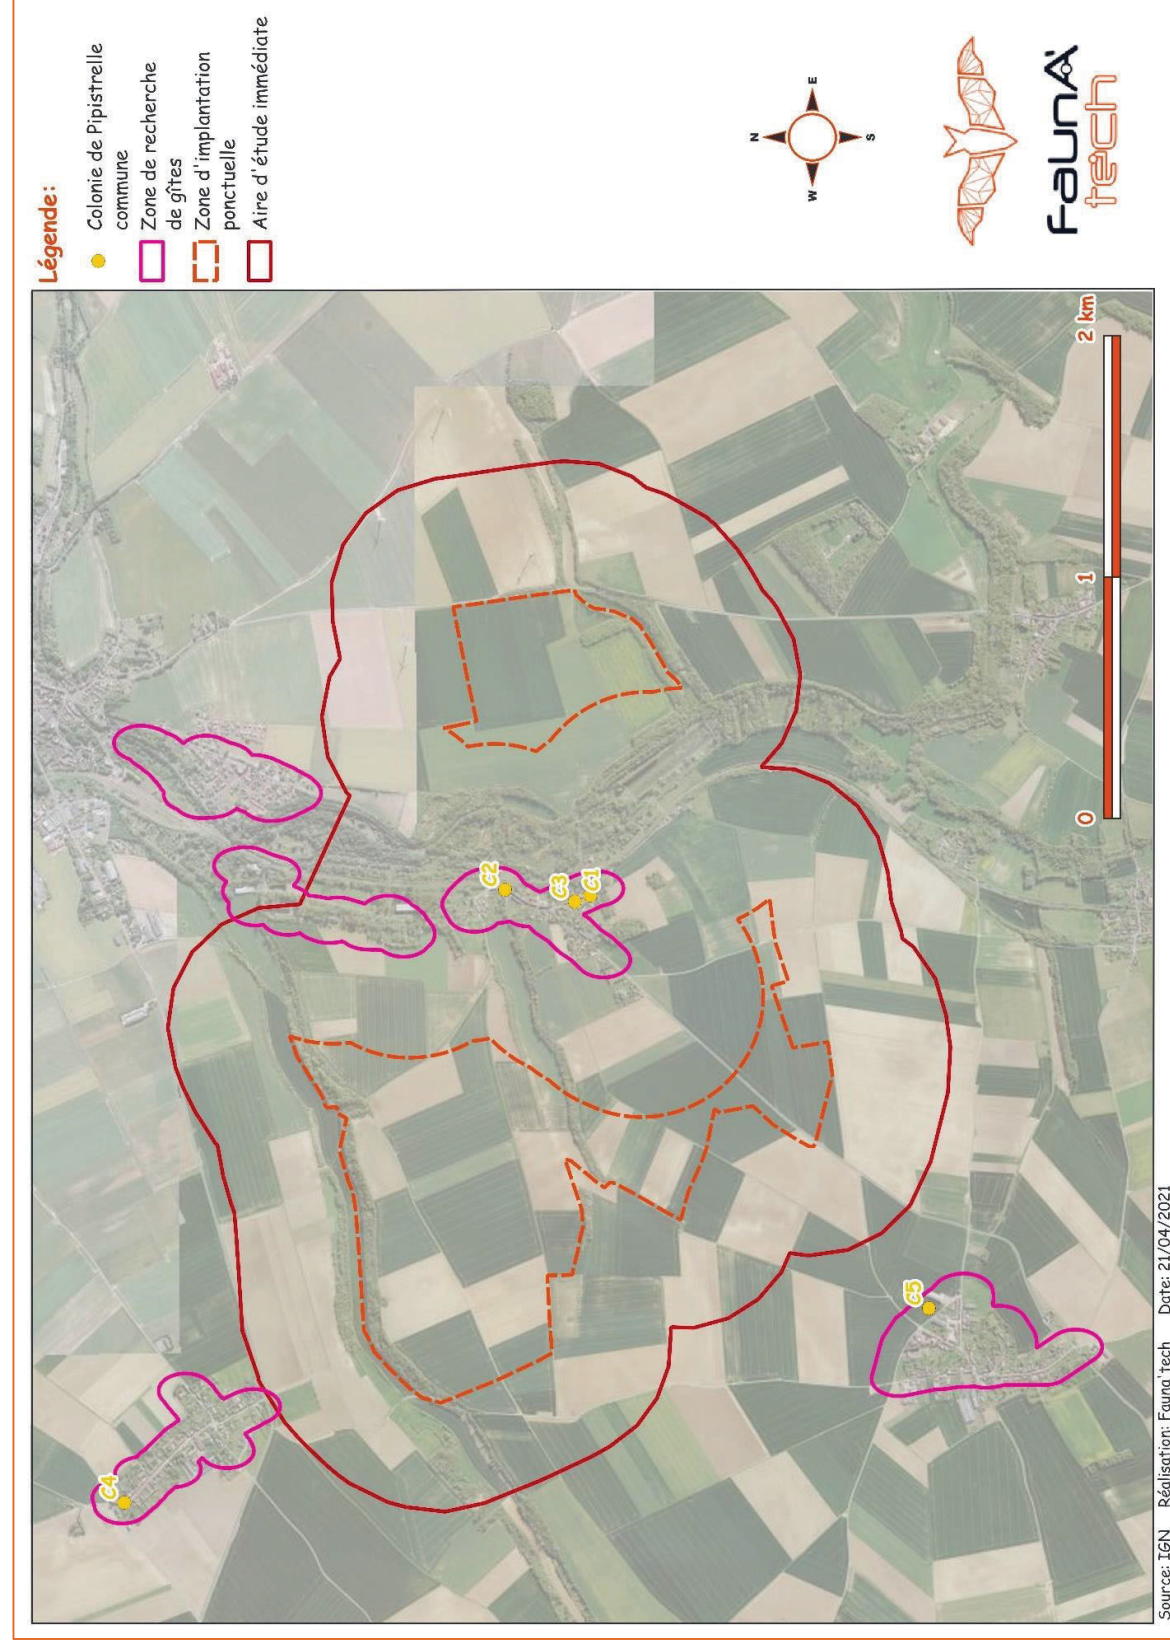 Légende:
Colonie de Pipistrelle
commune
Zone de recherche
de gîtes
Zone d'implantation
ponctuelle
Aire d'étude immédiate
N
W
E
S
Faunà
tech
C4
C2
C3
C1
C5
0
1
2 km
Source: IGN Réalisation: Fauna'tech Date: 21/04/2021